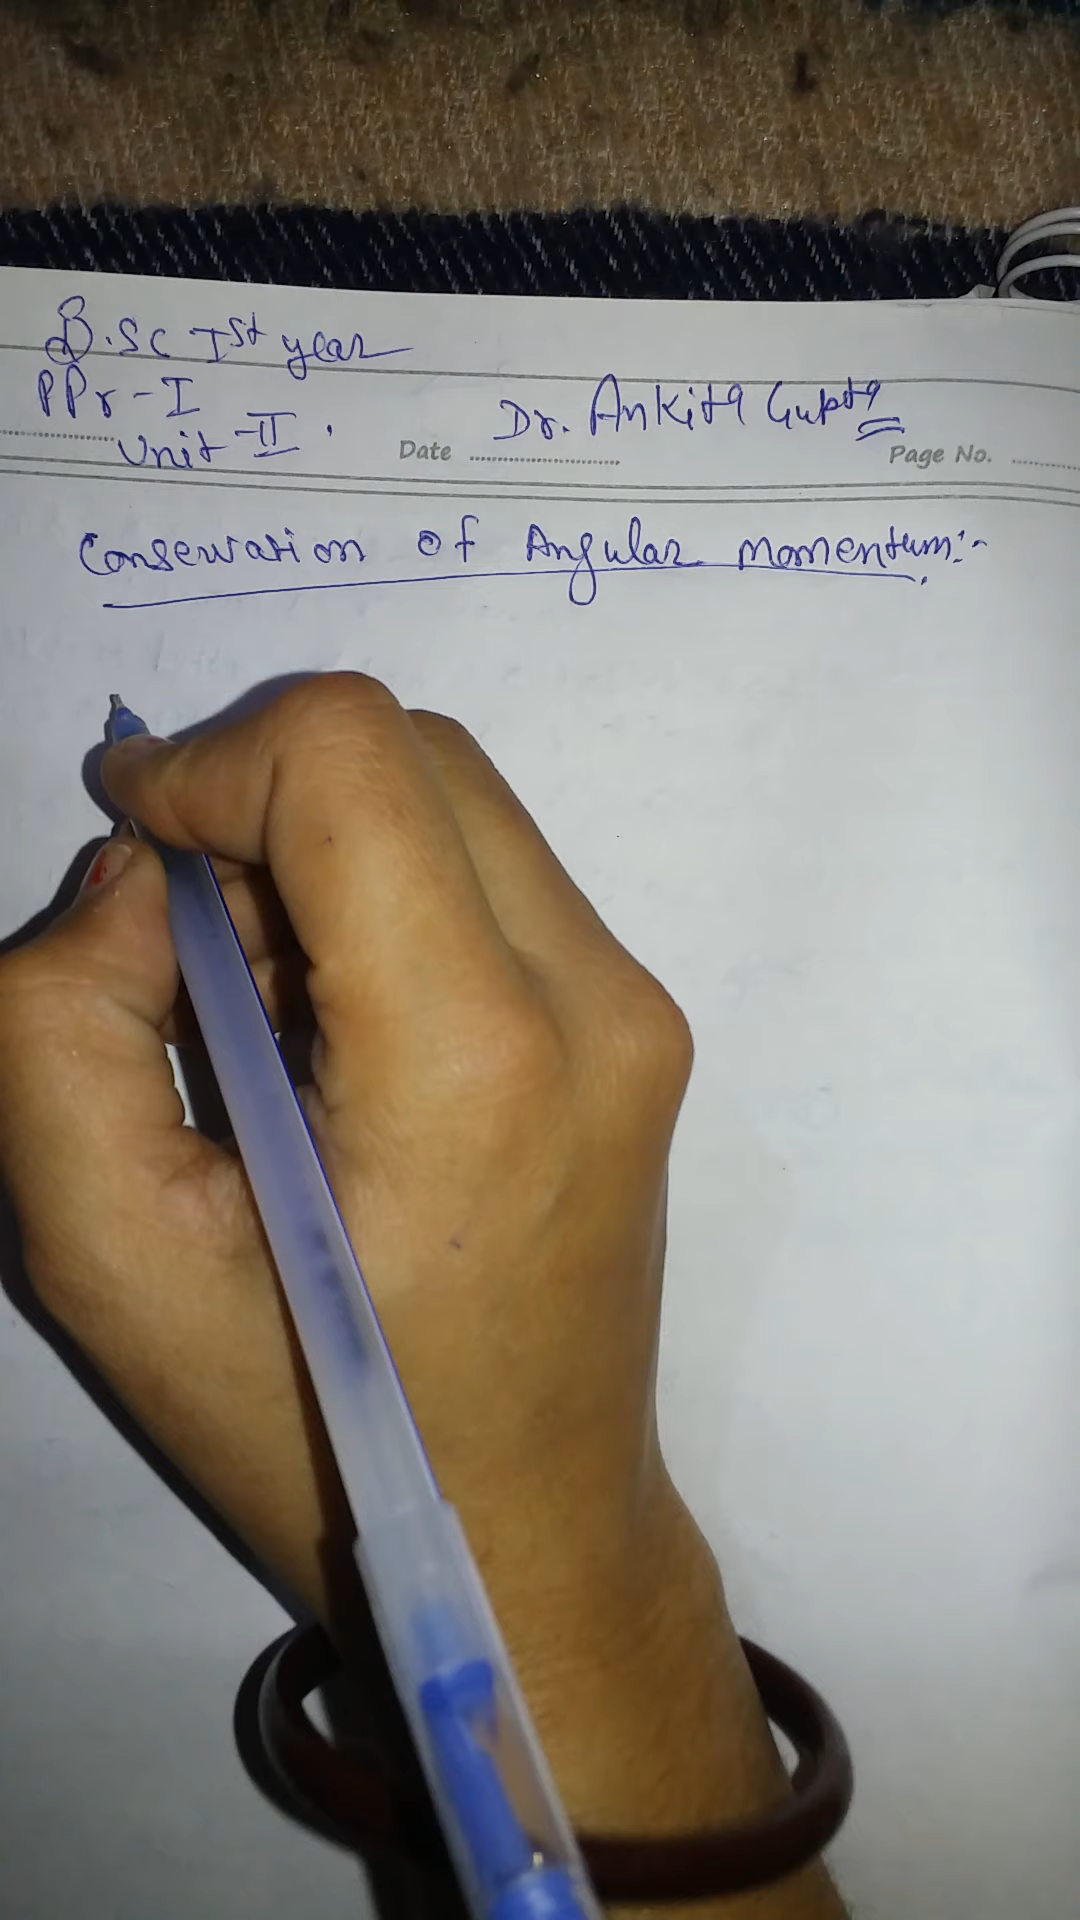 B.SC Ist year
PPr-I
Unit-II.
Dr. Ankita Gupta
Date
Page No.
Conservation of Angular momentum:-